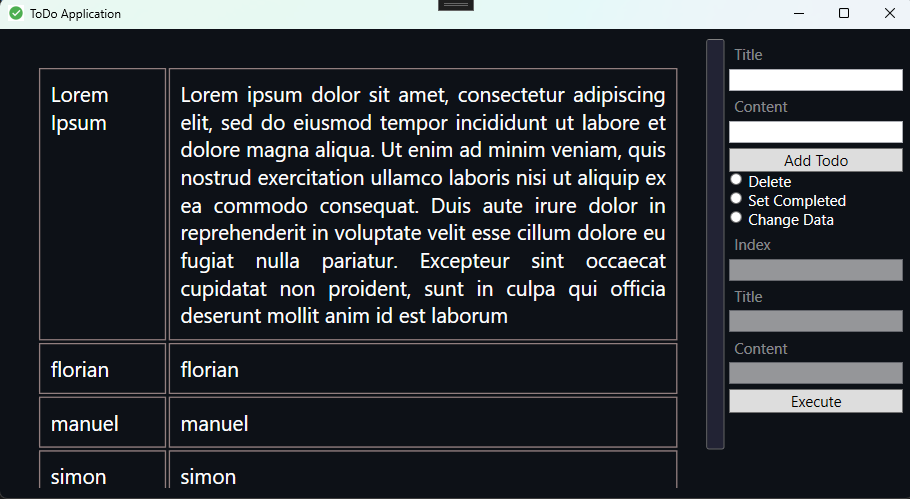 ToDo Application
Lorem
Ipsum
Lorem ipsum dolor sit amet, consectetur adipiscing
elit, sed do eiusmod tempor incididunt ut labore et
dolore magna aliqua. Ut enim ad minim veniam, quis
nostrud exercitation ullamco laboris nisi ut aliquip ex
ea commodo consequat. Duis aute irure dolor in
reprehenderit in voluptate velit esse cillum dolore eu
fugiat nulla pariatur. Excepteur sint occaecat
cupidatat non proident, sunt in culpa qui officia
deserunt mollit anim id est laborum
florian
florian
manuel
manuel
simon
simon
Title
Content
Add Todo
Delete
Set Completed
Change Data
Index
Title
Content
Execute